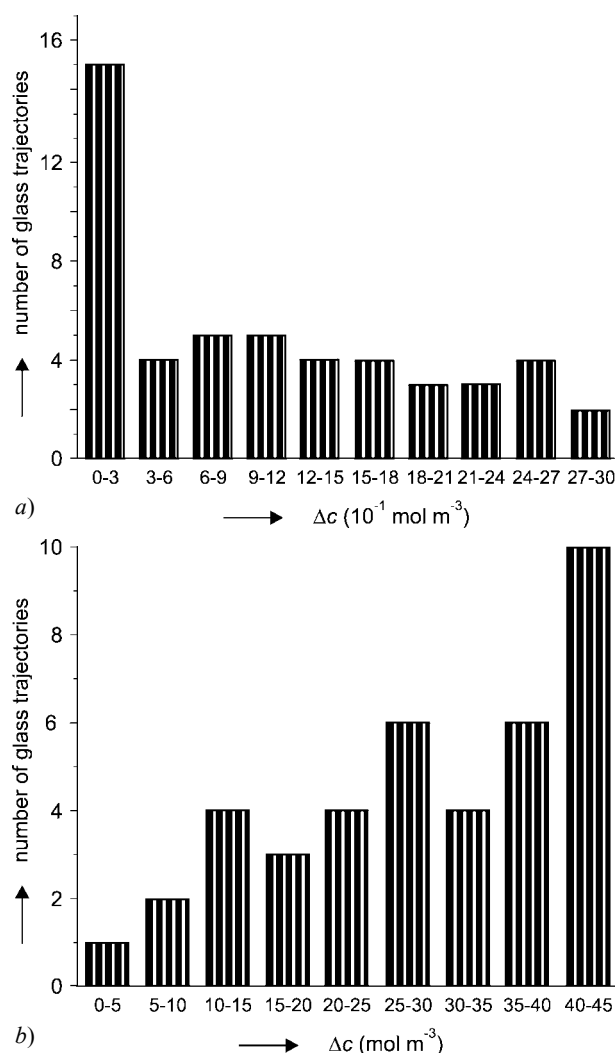 number of glass trajectories
16
12
8
4
0
0-3 3-6 6-9 9-12 12-15 15-18 18-21 21-24 24-27 27-30
a)
Δc (10⁻¹ mol m⁻³)
number of glass trajectories
10
8
6
4
2
0
0-5 5-10 10-15 15-20 20-25 25-30 30-35 35-40 40-45
b)
Δc (mol m⁻³)